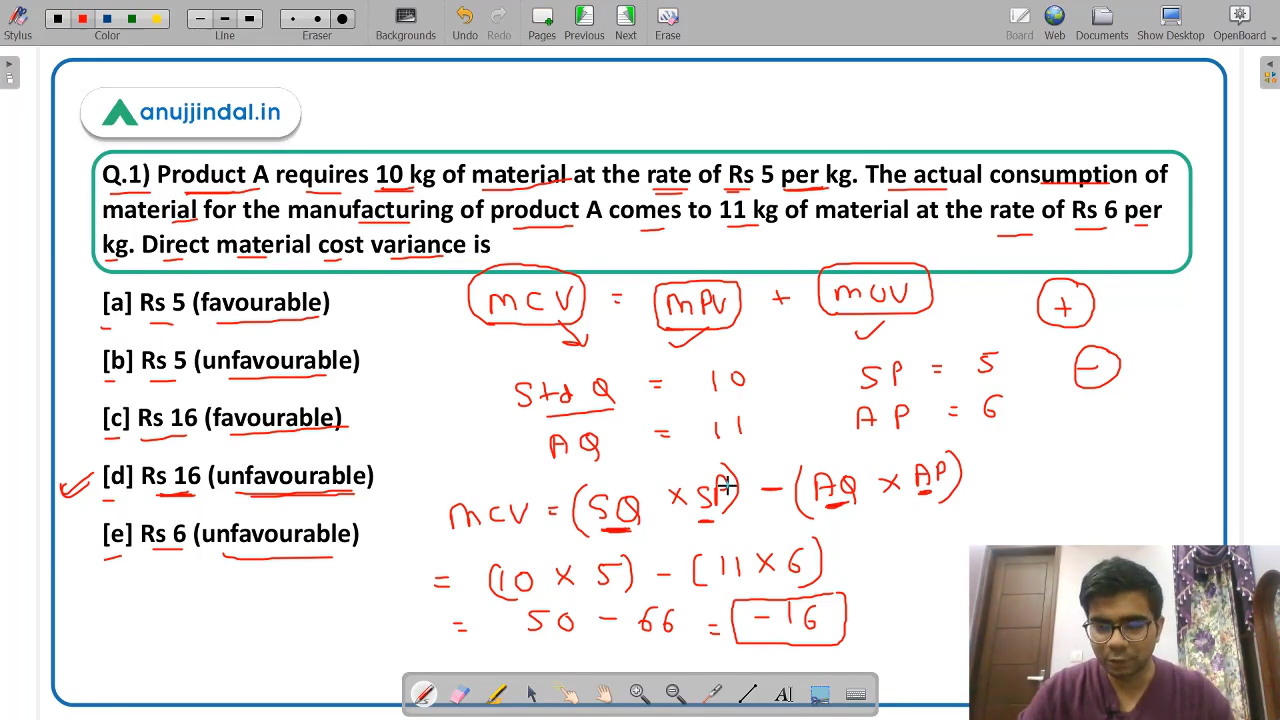 Stylus Color Line Eraser Backgrounds Undo Redo Pages Previous Next Erase Board Web Documents Show Desktop OpenBoard
anujjindal.in
Q.1) Product A requires 10 kg of material at the rate of Rs 5 per kg. The actual consumption of
material for the manufacturing of product A comes to 11 kg of material at the rate of Rs 6 per
kg. Direct material cost variance is
[a] Rs 5 (favourable)
[b] Rs 5 (unfavourable)
[c] Rs 16 (favourable)
[d] Rs 16 (unfavourable)
[e] Rs 6 (unfavourable)
MCV = MPV + MUV
+
-
Std Q = 10
SP = 5
AQ = 11
AP = 6
MCV = (SQ × SP) - (AQ × AP)
= (10 × 5) - [11 × 6)
= 50 - 66 = -16